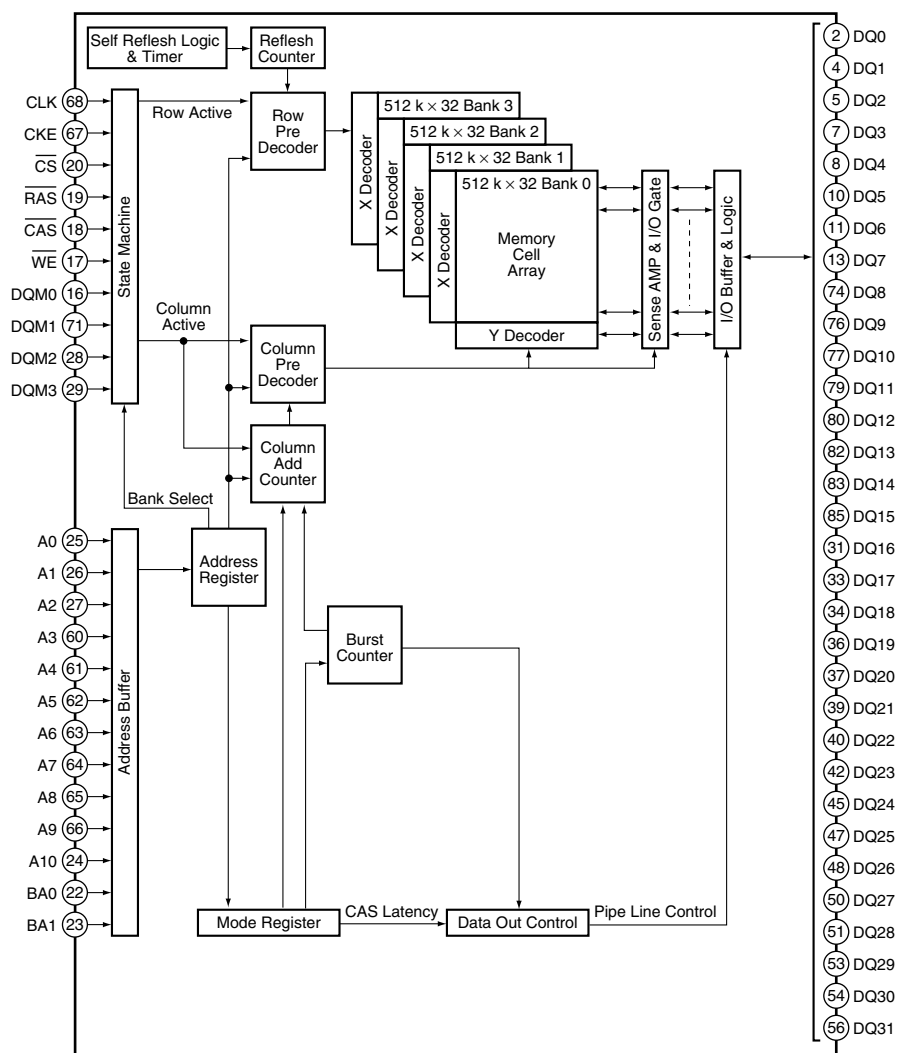 Self Reflesh Logic
& Timer
Reflesh
Counter
CLK 68
CKE 67
CS 20
RAS 19
CAS 18
WE 17
DQM0 16
DQM1 71
DQM2 28
DQM3 29
State Machine
Row Active
Column
Active
Row
Pre
Decoder
Column
Pre
Decoder
Column
Add
Counter
Bank Select
X Decoder
512 k × 32 Bank 3
X Decoder
512 k × 32 Bank 2
X Decoder
512 k × 32 Bank 1
X Decoder
512 k × 32 Bank 0
Memory
Cell
Array
Y Decoder
Sense AMP & I/O Gate
I/O Buffer & Logic
A0 25
A1 26
A2 27
A3 60
A4 61
A5 62
A6 63
A7 64
A8 65
A9 66
A10 24
BA0 22
BA1 23
Address Buffer
Address
Register
Burst
Counter
Mode Register
CAS Latency
Data Out Control
Pipe Line Control
2 DQ0
4 DQ1
5 DQ2
7 DQ3
8 DQ4
10 DQ5
11 DQ6
13 DQ7
74 DQ8
76 DQ9
77 DQ10
79 DQ11
80 DQ12
82 DQ13
83 DQ14
85 DQ15
31 DQ16
33 DQ17
34 DQ18
36 DQ19
37 DQ20
39 DQ21
40 DQ22
42 DQ23
45 DQ24
47 DQ25
48 DQ26
50 DQ27
51 DQ28
53 DQ29
54 DQ30
56 DQ31